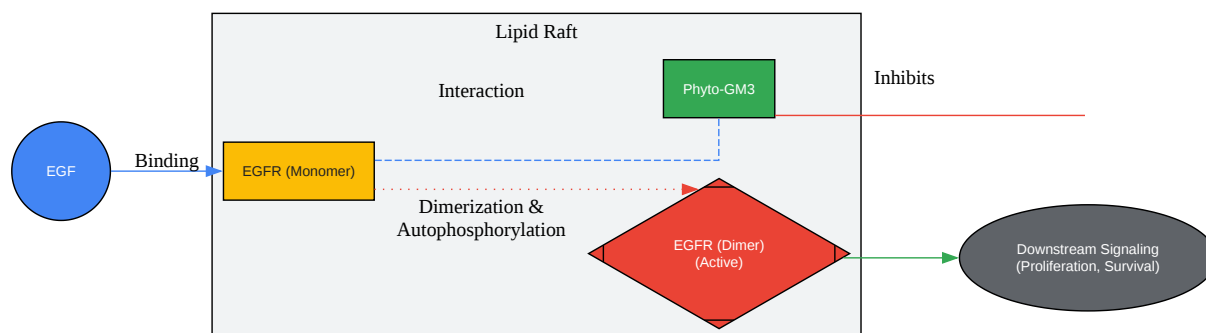 Lipid Raft
Interaction
Phyto-GM3
Inhibits
EGF
Binding
EGFR (Monomer)
Dimerization &
Autophosphorylation
EGFR (Dimer)
(Active)
Downstream Signaling
(Proliferation, Survival)